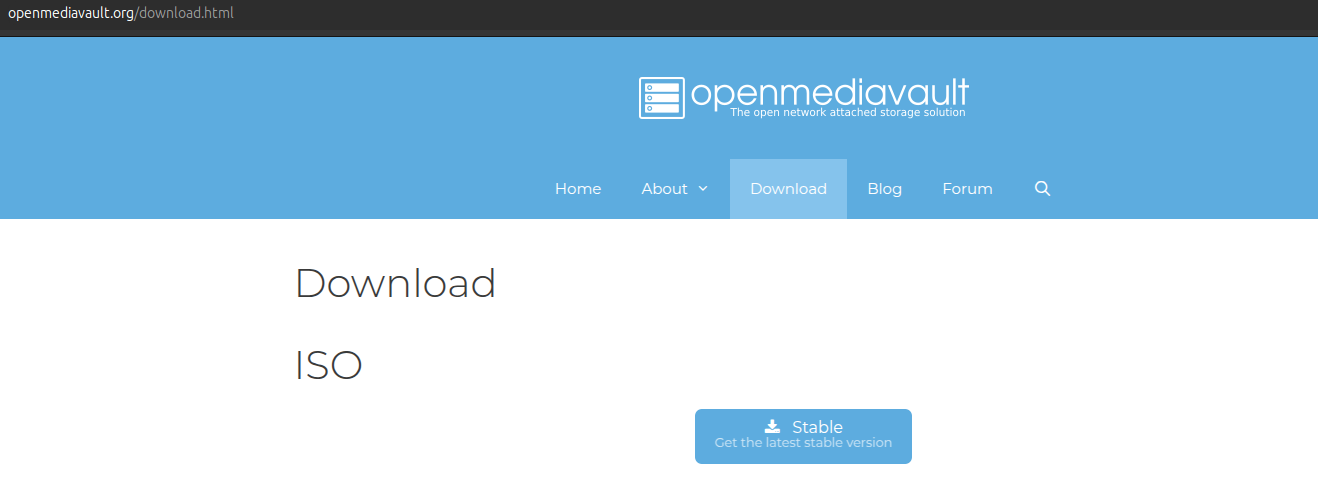 openmediavault.org/download.html
openmediavault
The open network attached storage solution
Home About Download Blog Forum
Download
ISO
Stable
Get the latest stable version